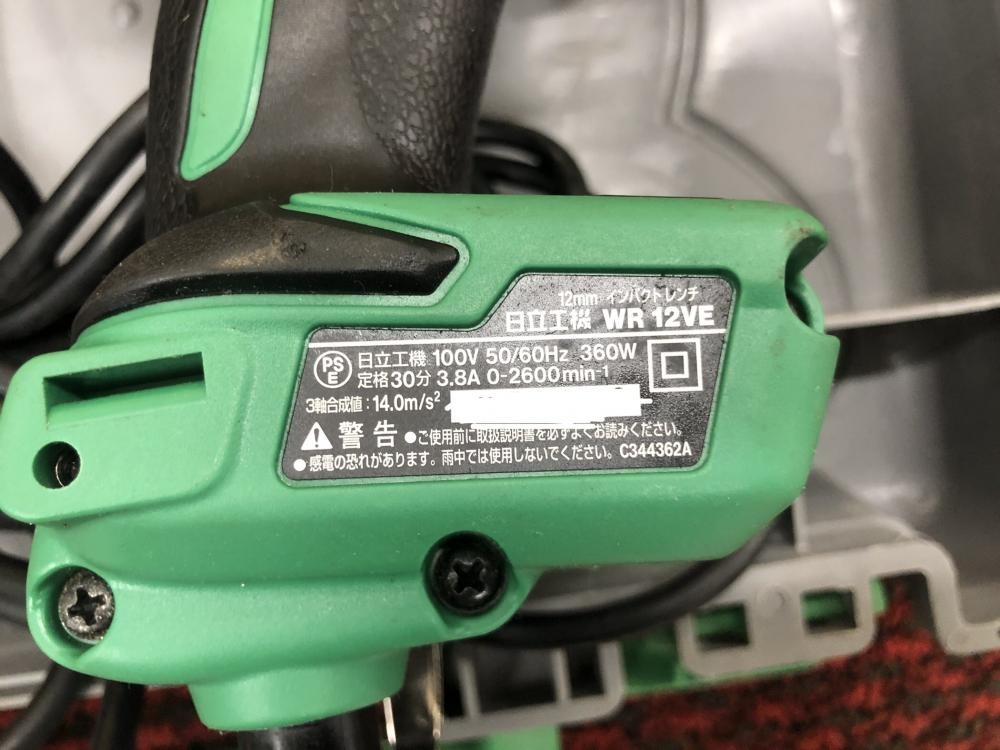 12mm インパクトレンチ
日立工機 WR 12VE
PS
E
日立工機 100V 50/60Hz 360W
定格30分 3.8A 0-2600min⁻¹
3軸合成値:14.0m/s²
警告 ●ご使用前に取扱説明書を必ずよくお読みください。
●感電の恐れがあります。雨中では使用しないでください。 C344362A